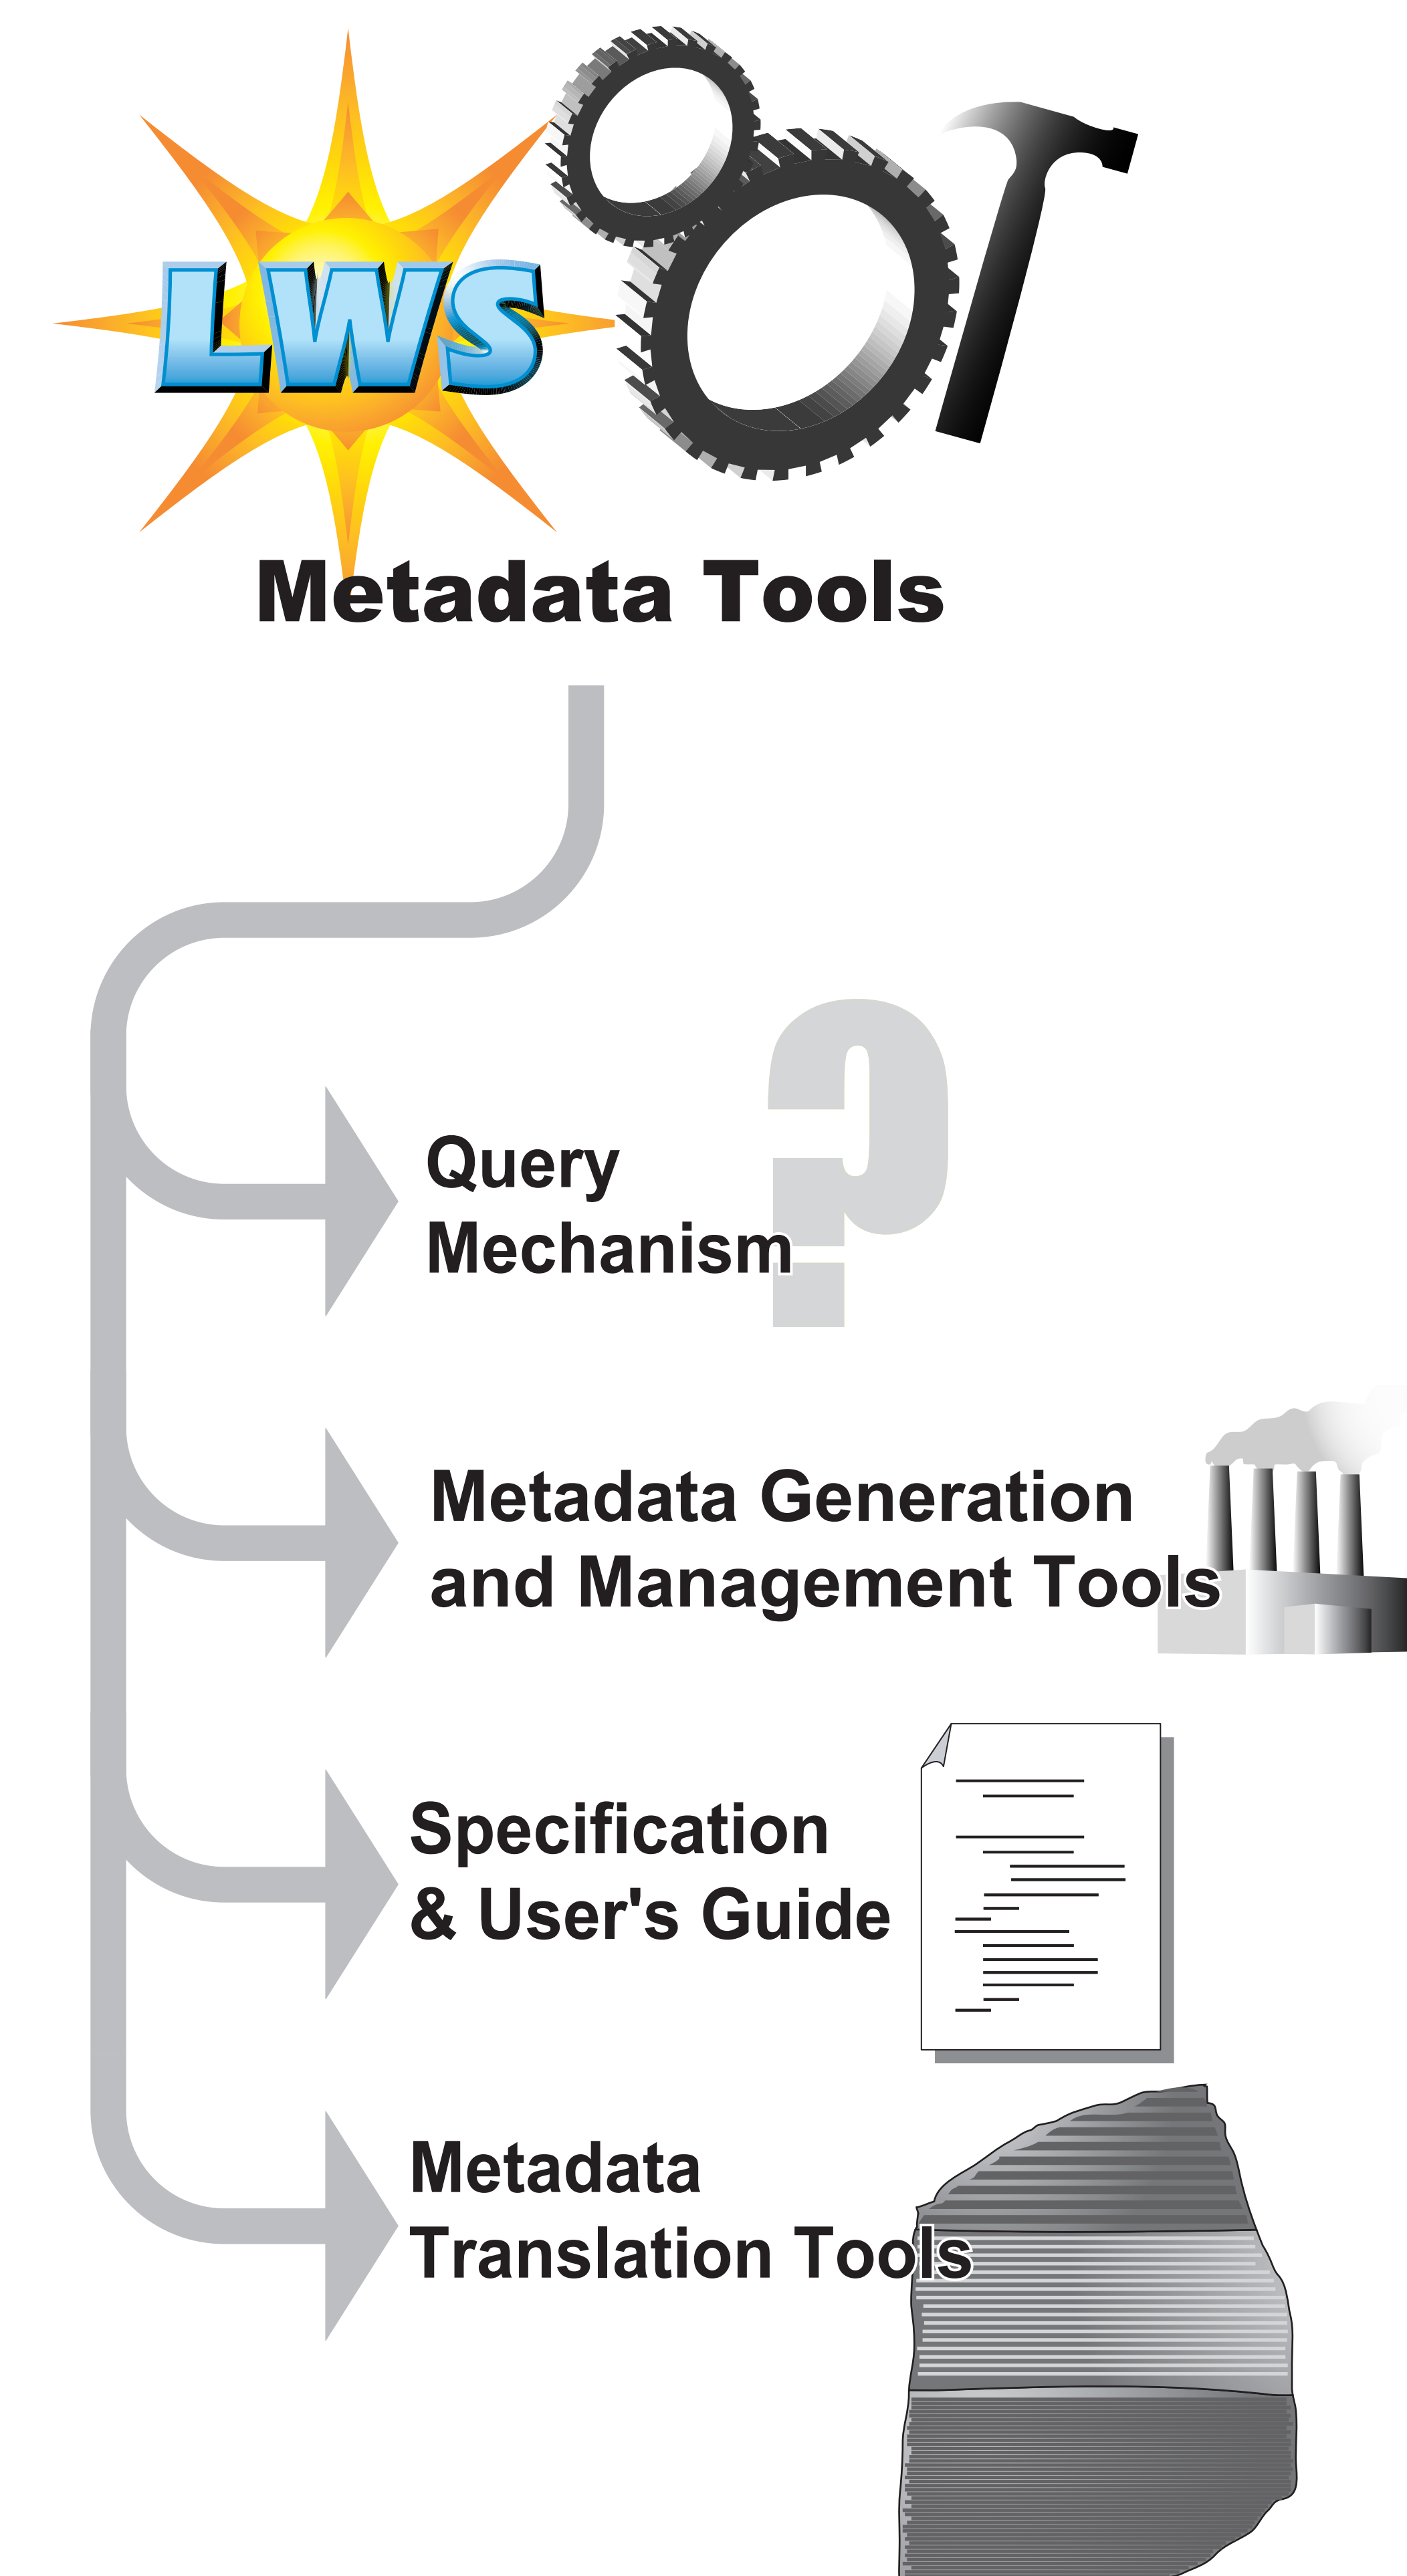 LWS
Metadata Tools
?
Query
Mechanism
Metadata Generation
and Management Tools
Specification
& User's Guide
Metadata
Translation Tools